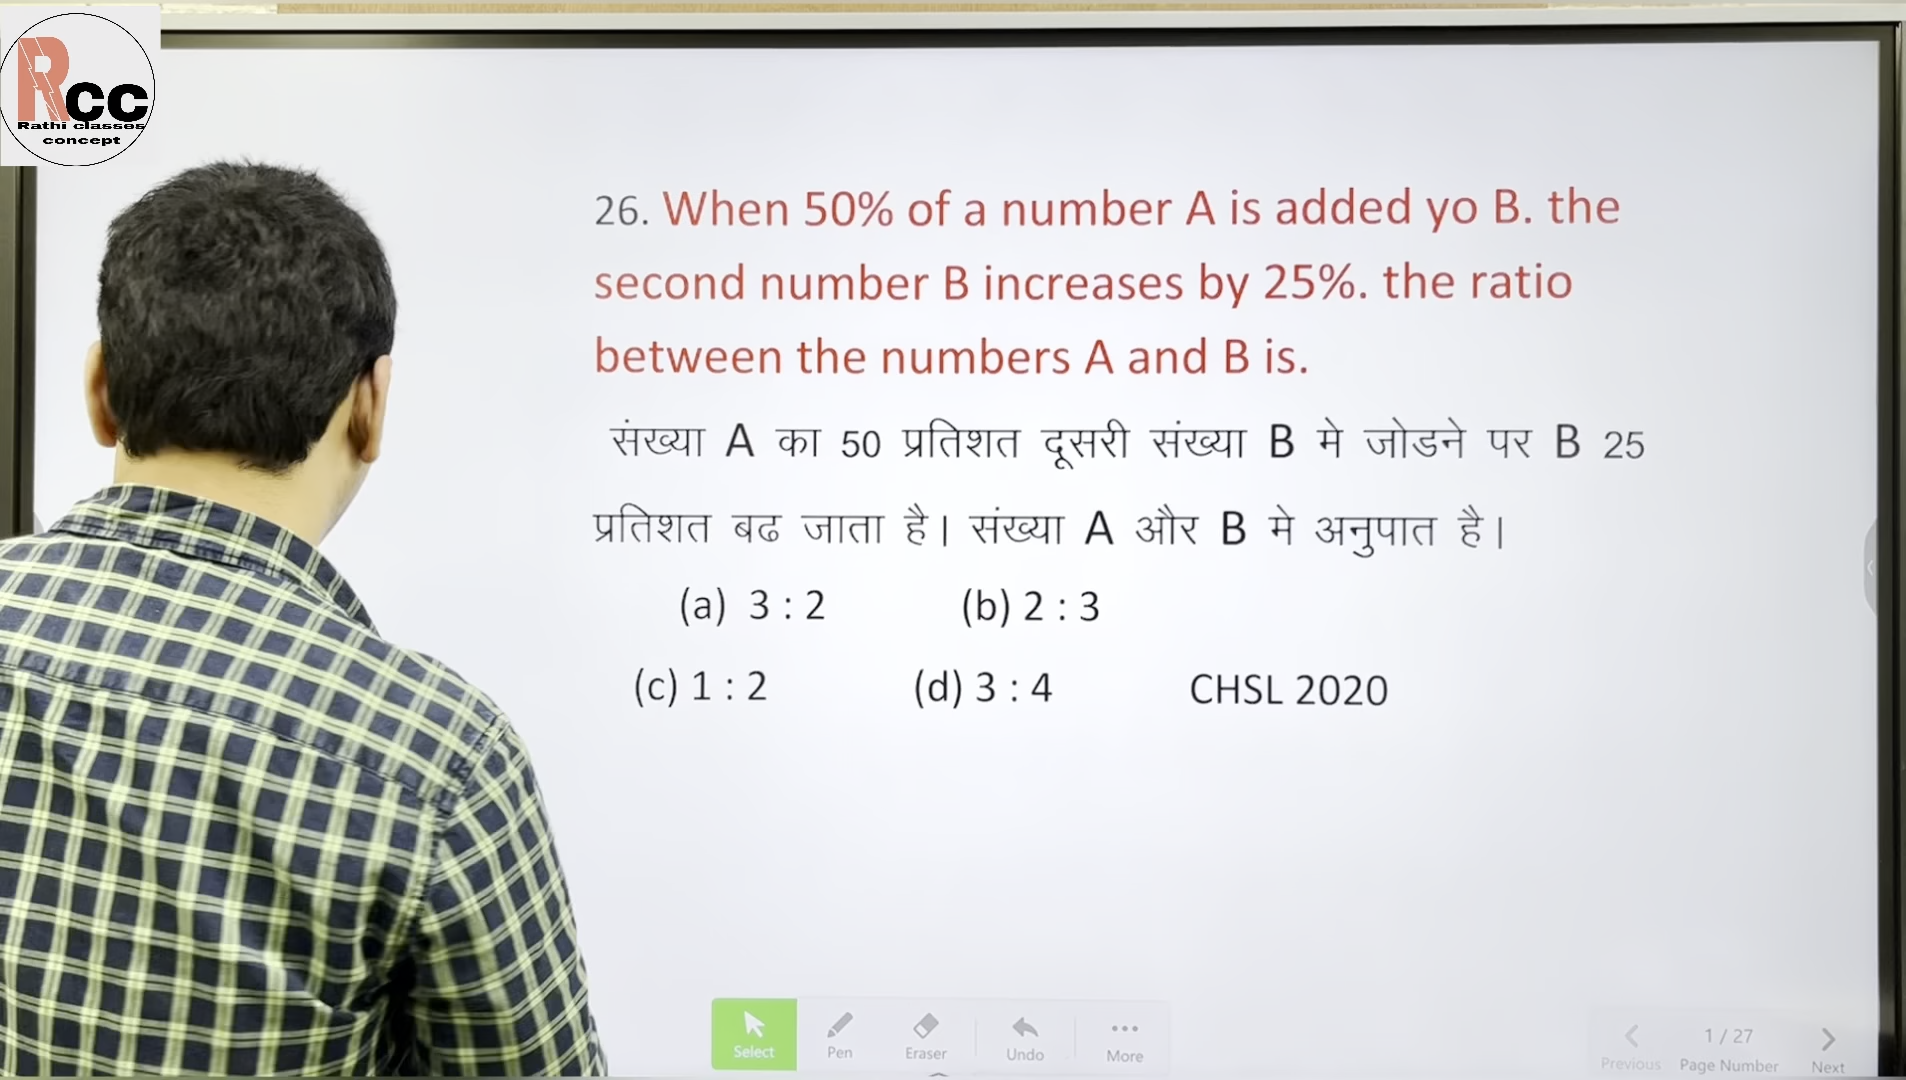 Rcc
Rathi classes
concept
26. When 50% of a number A is added yo B. the
second number B increases by 25%. the ratio
between the numbers A and B is.
संख्या A का 50 प्रतिशत दूसरी संख्या B मे जोडने पर B 25
प्रतिशत बढ जाता है। संख्या A और B मे अनुपात है।
(a) 3 : 2 (b) 2 : 3
(c) 1 : 2 (d) 3 : 4 CHSL 2020
Select Pen Eraser Undo More
1 / 27
Previous Page Number Next